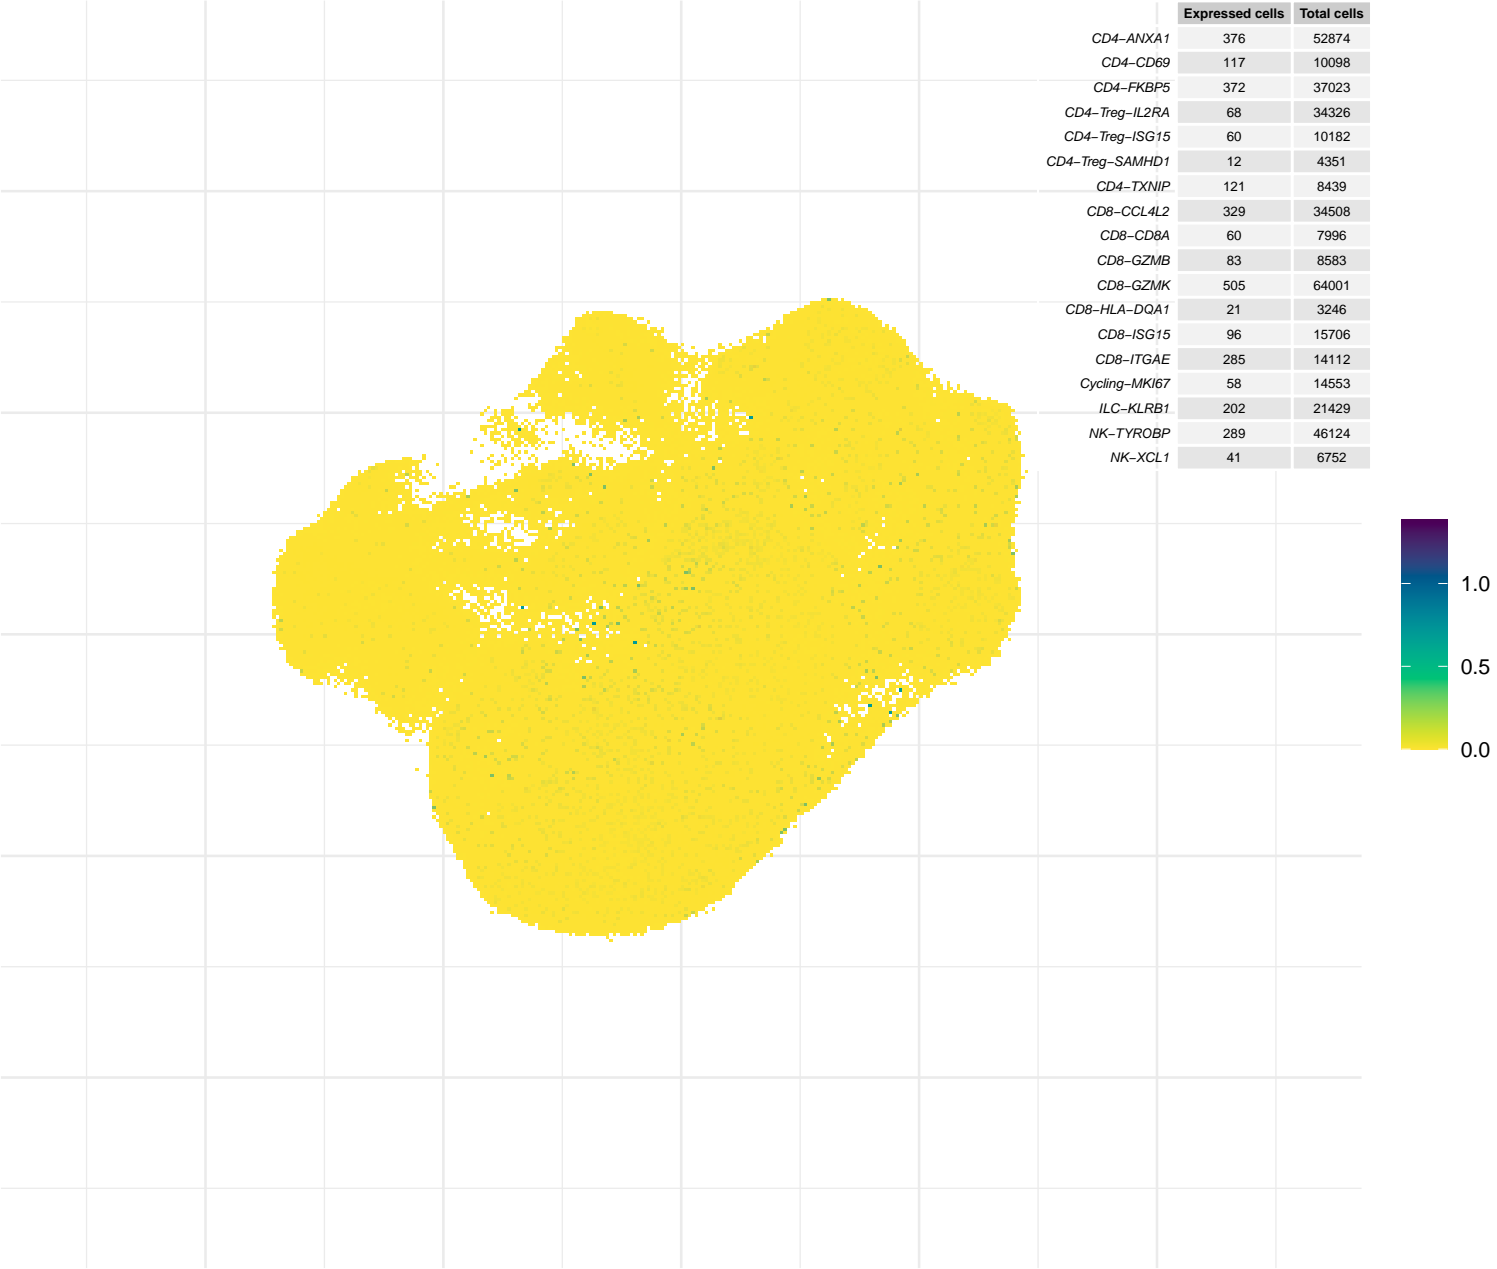 Expressed cells Total cells
CD4−ANXA1 376 52874
CD4−CD69 117 10098
CD4−FKBP5 372 37023
CD4−Treg−IL2RA 68 34326
CD4−Treg−ISG15 60 10182
CD4−Treg−SAMHD1 12 4351
CD4−TXNIP 121 8439
CD8−CCL4L2 329 34508
CD8−CD8A 60 7996
CD8−GZMB 83 8583
CD8−GZMK 505 64001
CD8−HLA−DQA1 21 3246
CD8−ISG15 96 15706
CD8−ITGAE 285 14112
Cycling−MKI67 58 14553
ILC−KLRB1 202 21429
NK−TYROBP 289 46124
NK−XCL1 41 6752
1.0
0.5
0.0